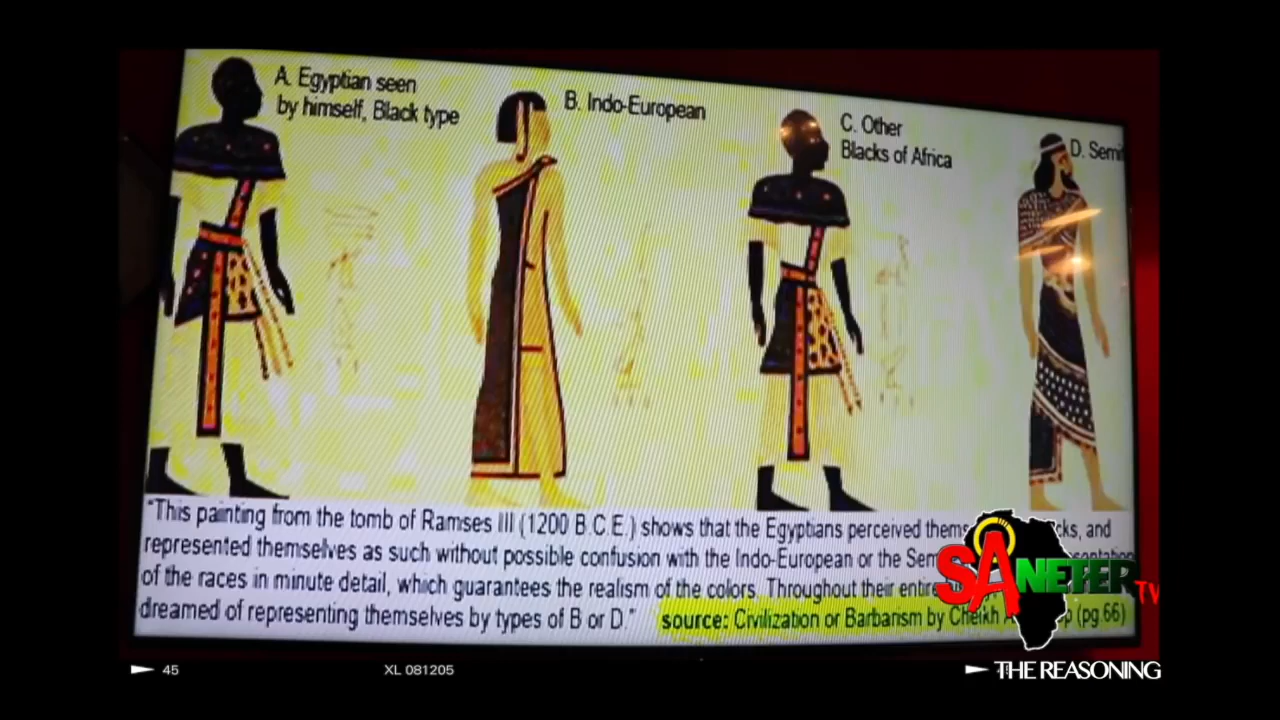 A. Egyptian seen
by himself, Black type
B. Indo-European
C. Other
Blacks of Africa
D. Semi
"This painting from the tomb of Ramses III (1200 B.C.E.) shows that the Egyptians perceived thems cks, and
represented themselves as such without possible confusion with the Indo-European or the Sem
of the races in minute detail, which guarantees the realism of the colors. Throughout their entire
dreamed of representing themselves by types of B or D." source: Civilization or Barbarism by Cheikh A p (pg.66)
SANETER TV
THE REASONING
45
XL 081205